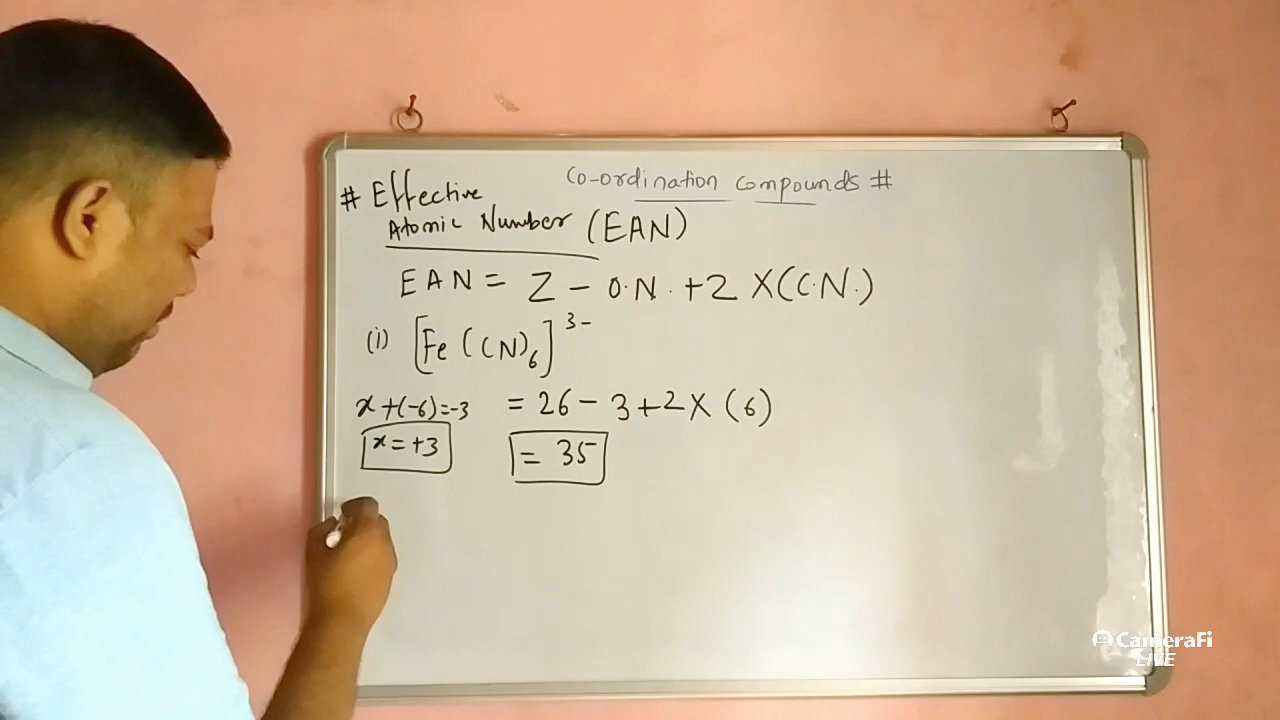 Co-ordination Compounds #
# Effective
Atomic Number (EAN)
EAN = Z - O.N. + 2 X (C.N.)
(i) [Fe (CN)6]3-
x + (-6) = -3
= 26 - 3 + 2 X (6)
x = +3
= 35
CameraFi
LIVE